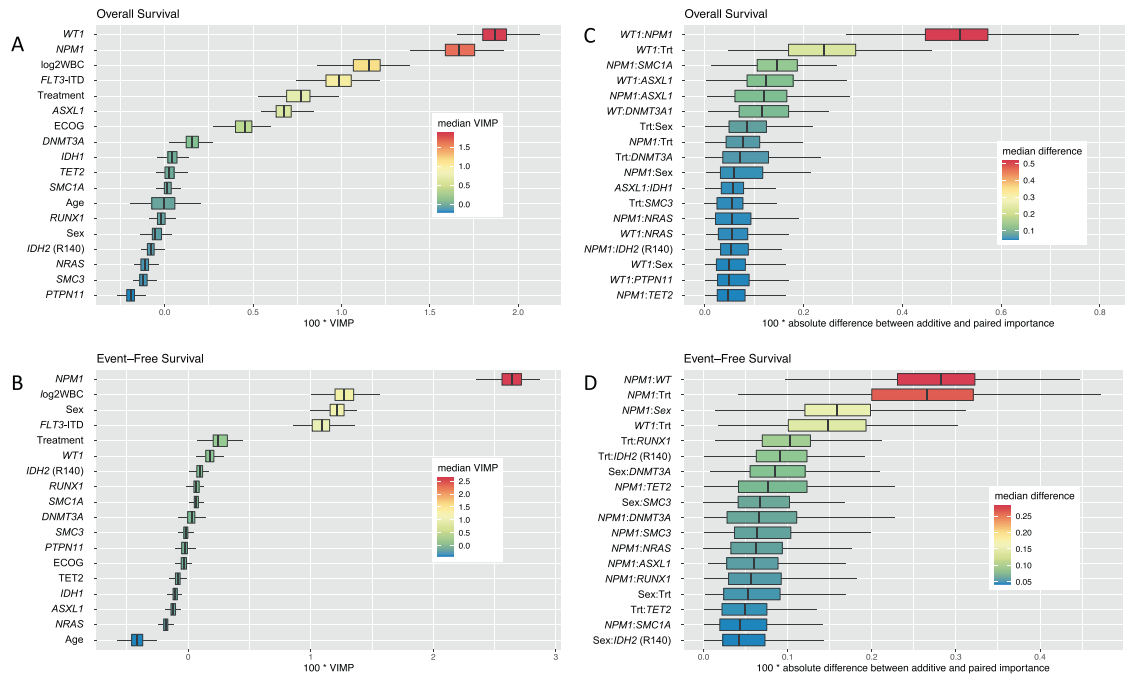 A
Overall Survival
WT1
NPM1
log2WBC
FLT3-ITD
Treatment
ASXL1
ECOG
DNMT3A
IDH1
TET2
SMC1A
Age
RUNX1
Sex
IDH2 (R140)
NRAS
SMC3
PTPN11
median VIMP
1.5
1.0
0.5
0.0
0.0 0.5 1.0 1.5 2.0
100 * VIMP
C
Overall Survival
WT1:NPM1
WT1:Trt
NPM1:SMC1A
WT1:ASXL1
NPM1:ASXL1
WT:DNMT3A1
Trt:Sex
NPM1:Trt
Trt:DNMT3A
NPM1:Sex
ASXL1:IDH1
Trt:SMC3
NPM1:NRAS
WT1:NRAS
NPM1:IDH2 (R140)
WT1:Sex
WT1:PTPN11
NPM1:TET2
median difference
0.5
0.4
0.3
0.2
0.1
0.0 0.2 0.4 0.6 0.8
100 * absolute difference between additive and paired importance
B
Event–Free Survival
NPM1
log2WBC
Sex
FLT3-ITD
Treatment
WT1
IDH2 (R140)
RUNX1
SMC1A
DNMT3A
SMC3
PTPN11
ECOG
TET2
IDH1
ASXL1
NRAS
Age
median VIMP
2.5
2.0
1.5
1.0
0.5
0.0
0 1 2 3
100 * VIMP
D
Event–Free Survival
NPM1:WT
NPM1:Trt
NPM1:Sex
WT1:Trt
Trt:RUNX1
Trt:IDH2 (R140)
Sex:DNMT3A
NPM1:TET2
Sex:SMC3
NPM1:DNMT3A
NPM1:SMC3
NPM1:NRAS
NPM1:ASXL1
NPM1:RUNX1
Sex:Trt
Trt:TET2
NPM1:SMC1A
Sex:IDH2 (R140)
median difference
0.25
0.20
0.15
0.10
0.05
0.0 0.1 0.2 0.3 0.4
100 * absolute difference between additive and paired importance